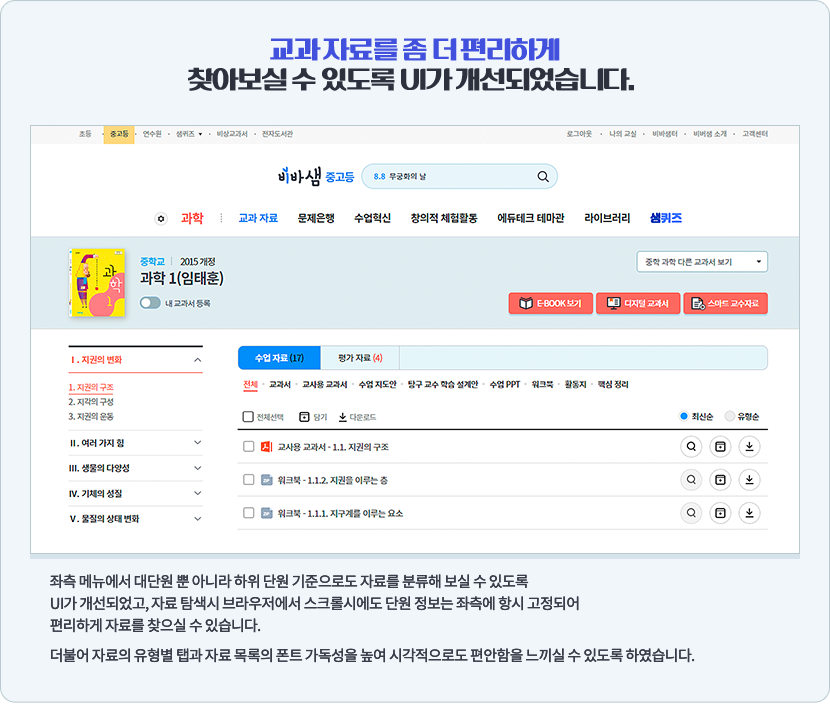 교과 자료를 좀 더 편리하게
찾아보실 수 있도록 UI가 개선되었습니다.
초등 · 중고등 · 연수원 · 샘퀴즈 ▼ · 비상교과서 · 전자도서관
로그아웃 · 나의 교실 · 비바샘터 · 비바샘 소개 · 고객센터
비바샘 중고등
8.8 무궁화의 날
과학
교과 자료 문제은행 수업혁신 창의적 체험활동 에듀테크 테마관 라이브러리 샘퀴즈
과학 1
중학교 | 2015 개정
과학 1(임태훈)
내 교과서 등록
중학 과학 다른 교과서 보기
E-BOOK 보기
디지털 교과서
스마트 교수자료
I. 지권의 변화
1. 지권의 구조
2. 지각의 구성
3. 지권의 운동
II. 여러 가지 힘
III. 생물의 다양성
IV. 기체의 성질
V. 물질의 상태 변화
수업 자료 (17)
평가 자료 (4)
전체 · 교과서 · 교사용 교과서 · 수업 지도안 · 탐구 교수 학습 설계안 · 수업 PPT · 워크북 · 활동지 · 핵심 정리
전체선택 담기 다운로드
최신순 유형순
교사용 교과서 - 1.1. 지권의 구조
워크북 - 1.1.2. 지권을 이루는 층
워크북 - 1.1.1. 지구계를 이루는 요소
좌측 메뉴에서 대단원 뿐 아니라 하위 단원 기준으로도 자료를 분류해 보실 수 있도록
UI가 개선되었고, 자료 탐색시 브라우저에서 스크롤시에도 단원 정보는 좌측에 항시 고정되어
편리하게 자료를 찾으실 수 있습니다.
더불어 자료의 유형별 탭과 자료 목록의 폰트 가독성을 높여 시각적으로도 편안함을 느끼실 수 있도록 하였습니다.